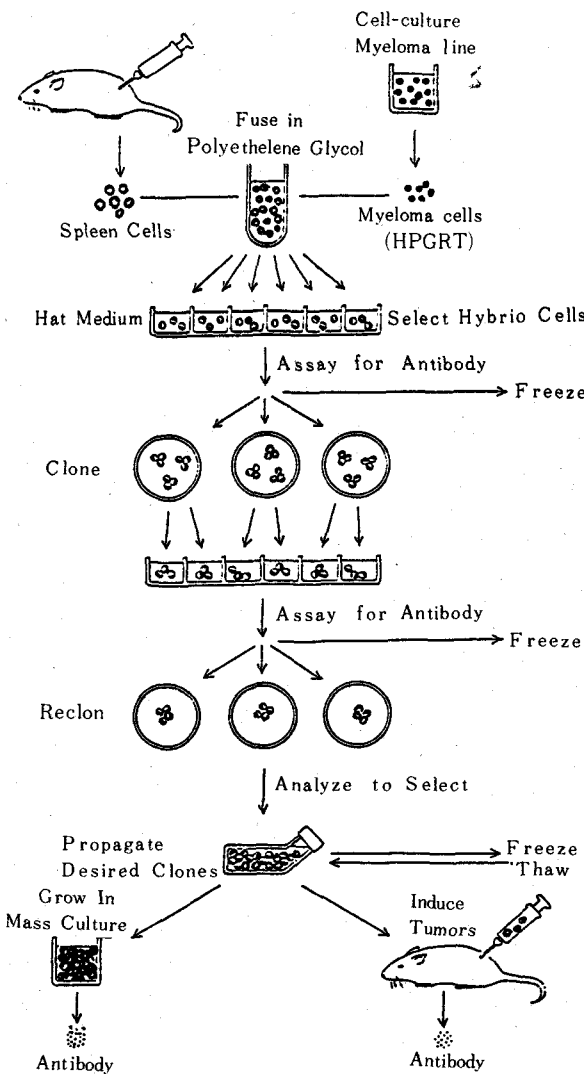 Cell-culture
Myeloma line
Fuse in
Polyethelene Glycol
Spleen Cells
Myeloma cells
(HPGRT)
Hat Medium
Select Hybrio Cells
Assay for Antibody
Freeze
Clone
Assay for Antibody
Freeze
Reclon
Analyze to Select
Propagate
Desired Clones
Freeze
Thaw
Grow In
Mass Culture
Induce
Tumors
Antibody
Antibody